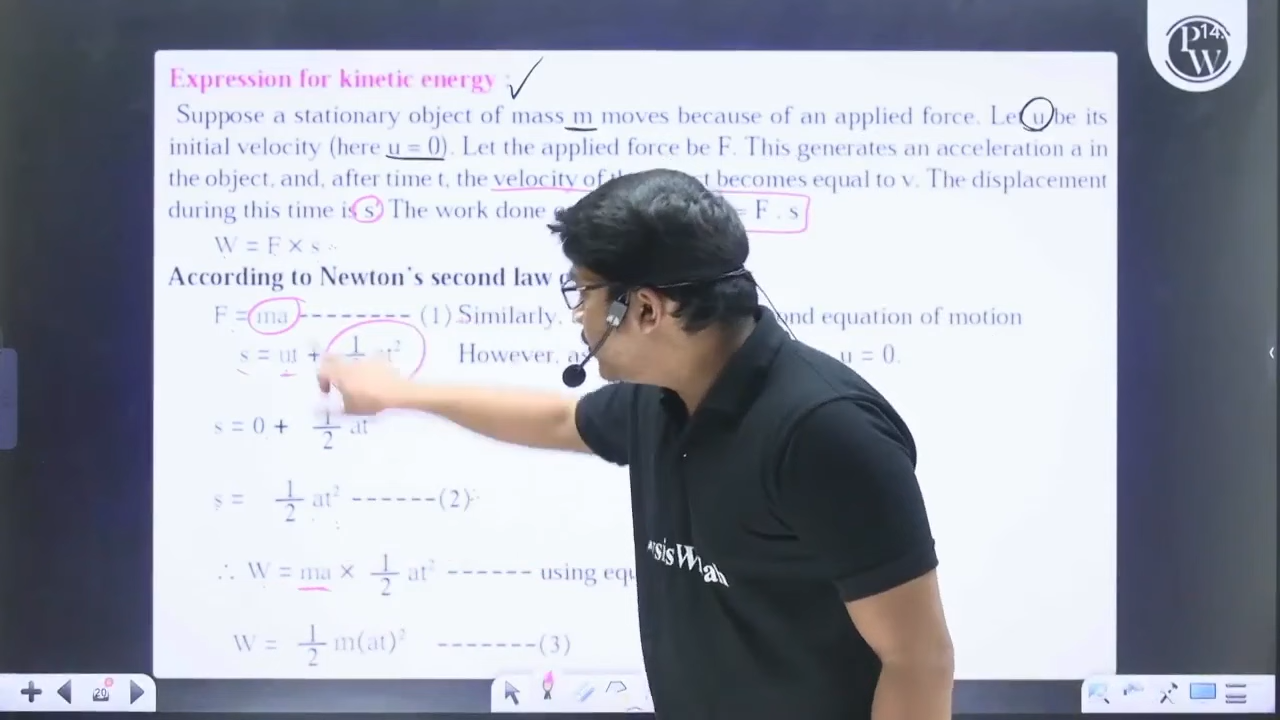 Expression for kinetic energy :
Suppose a stationary object of mass m moves because of an applied force. Let u be its
initial velocity (here u = 0). Let the applied force be F. This generates an acceleration a in
the object, and, after time t, the velocity of becomes equal to v. The displacement
during this time is s. The work done = F . s
W = F × s
According to Newton's second law
F = ma --------- (1) Similarly, equation of motion
s = ut + at² However, u = 0.
s = 0 + 1/2 at
s = 1/2 at² ------(2)
∴ W = ma × 1/2 at² ------ using
W = 1/2 m(at)² -------(3)
PW
14
20